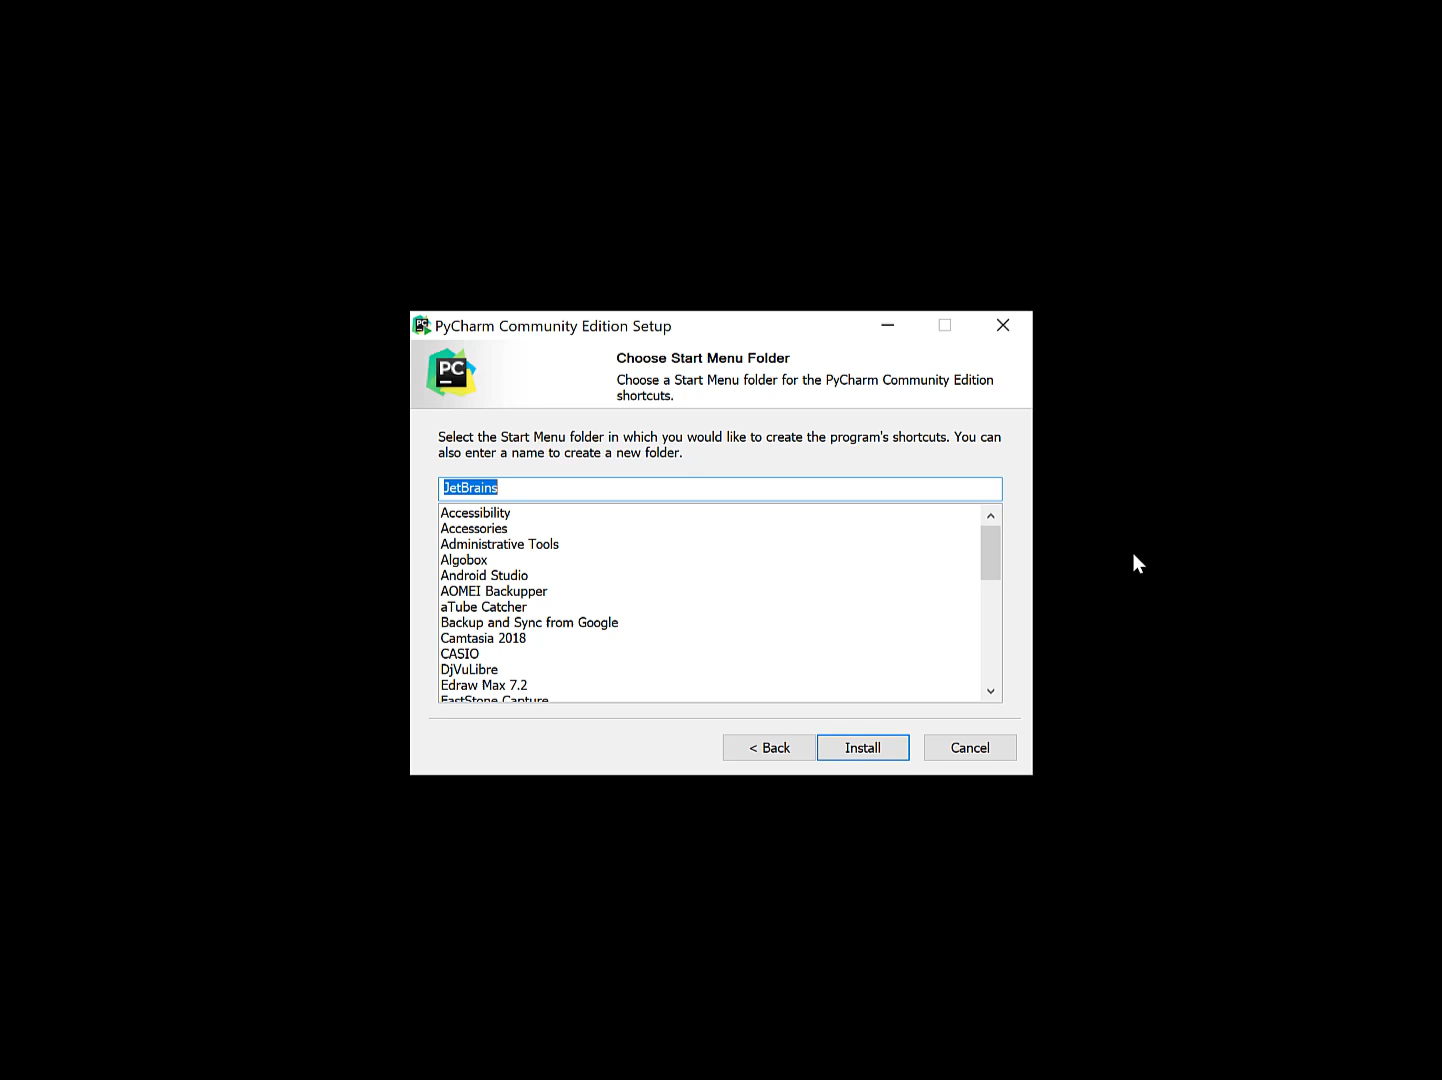 PyCharm Community Edition Setup
PC
Choose Start Menu Folder
Choose a Start Menu folder for the PyCharm Community Edition
shortcuts.
Select the Start Menu folder in which you would like to create the program's shortcuts. You can
also enter a name to create a new folder.
JetBrains
Accessibility
Accessories
Administrative Tools
Algobox
Android Studio
AOMEI Backupper
aTube Catcher
Backup and Sync from Google
Camtasia 2018
CASIO
DjVuLibre
Edraw Max 7.2
FastStone Capture
< Back
Install
Cancel